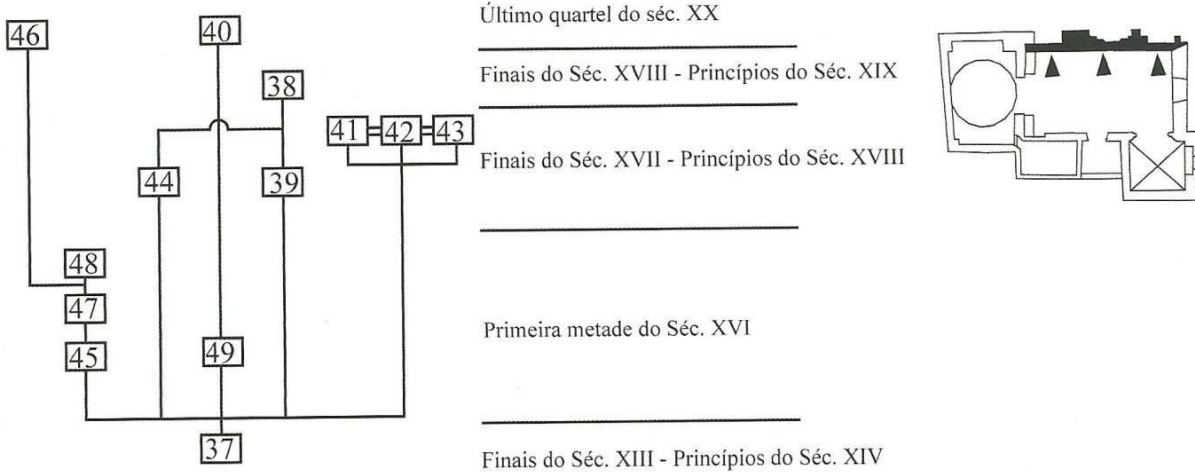 Último quartel do séc. XX
46
40
Finais do Séc. XVIII - Princípios do Séc. XIX
38
41 42 43
Finais do Séc. XVII - Princípios do Séc. XVIII
44 39
48
47
Primeira metade do Séc. XVI
45 49
37
Finais do Séc. XIII - Princípios do Séc. XIV